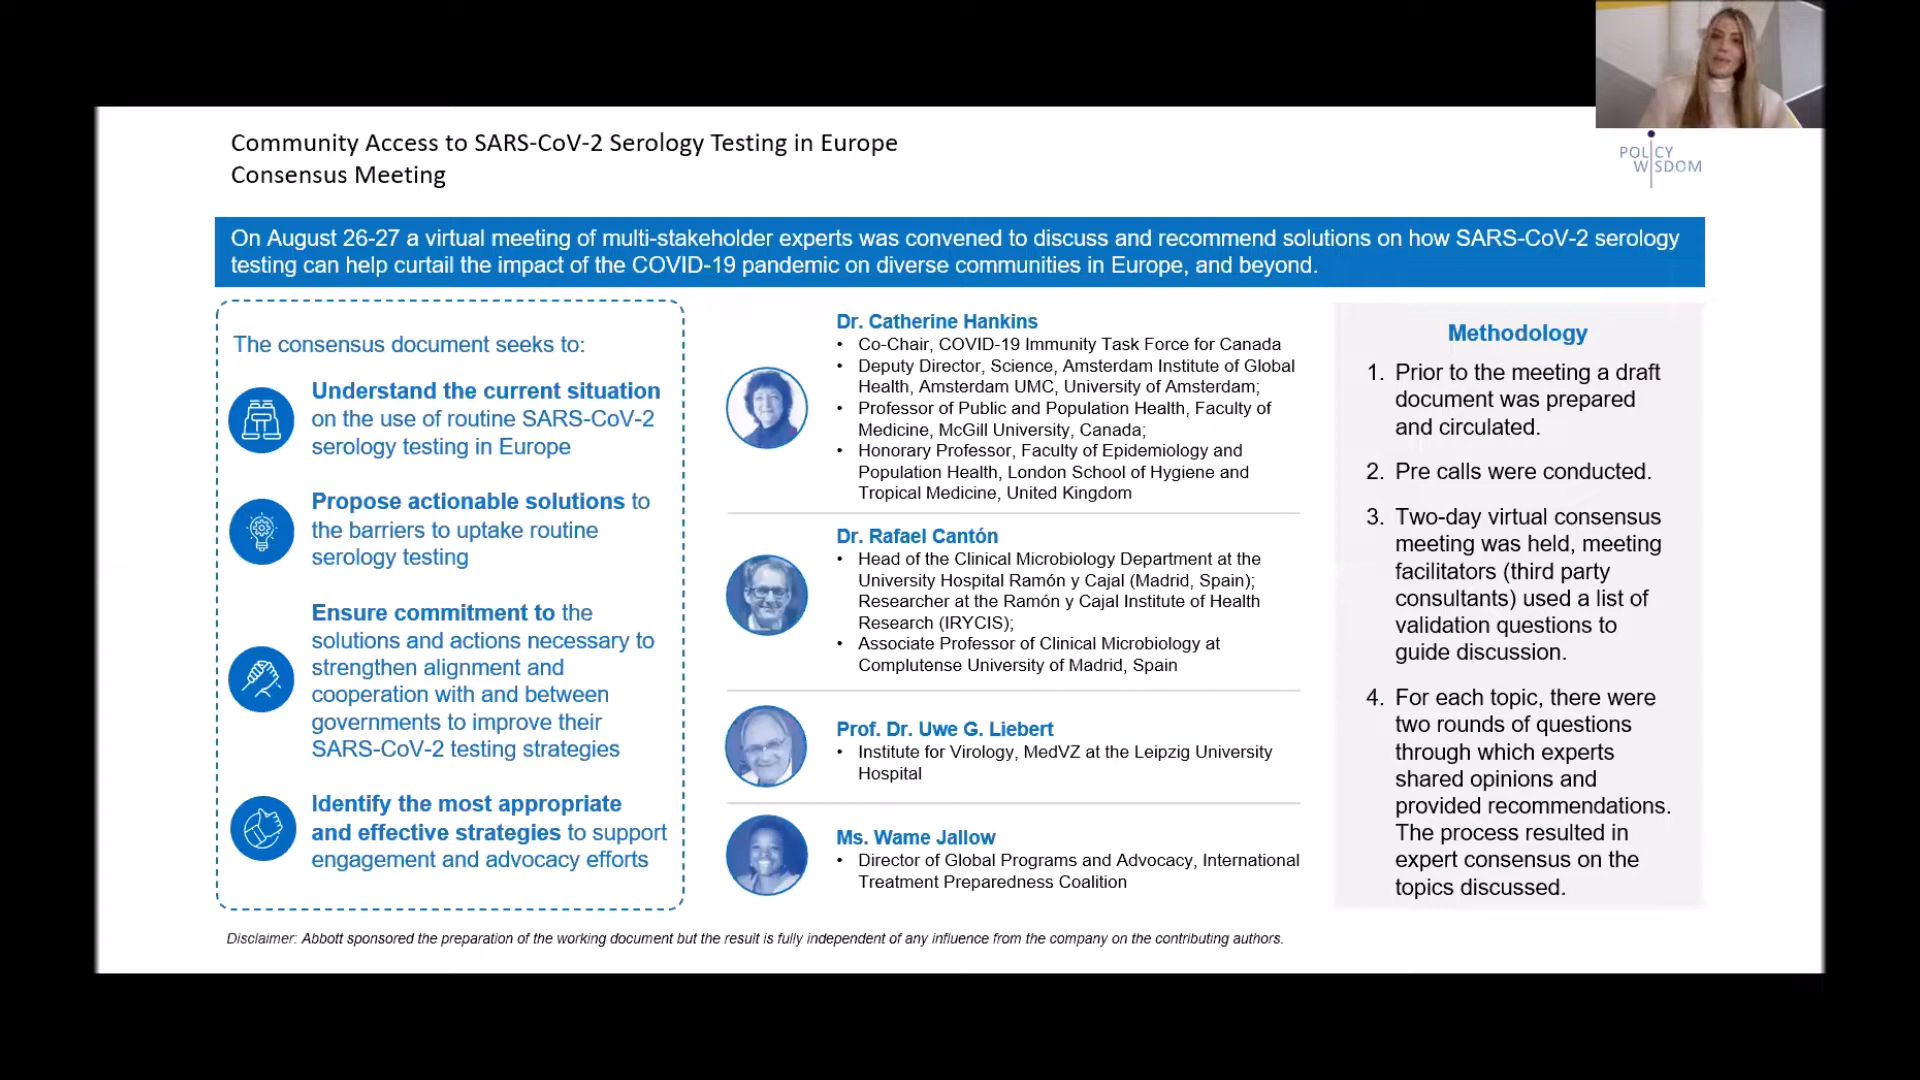 Community Access to SARS-CoV-2 Serology Testing in Europe
Consensus Meeting
POLICY
WISDOM
On August 26-27 a virtual meeting of multi-stakeholder experts was convened to discuss and recommend solutions on how SARS-CoV-2 serology
testing can help curtail the impact of the COVID-19 pandemic on diverse communities in Europe, and beyond.
The consensus document seeks to:
Understand the current situation
on the use of routine SARS-CoV-2
serology testing in Europe
Propose actionable solutions to
the barriers to uptake routine
serology testing
Ensure commitment to the
solutions and actions necessary to
strengthen alignment and
cooperation with and between
governments to improve their
SARS-CoV-2 testing strategies
Identify the most appropriate
and effective strategies to support
engagement and advocacy efforts
Dr. Catherine Hankins
• Co-Chair, COVID-19 Immunity Task Force for Canada
• Deputy Director, Science, Amsterdam Institute of Global
Health, Amsterdam UMC, University of Amsterdam;
• Professor of Public and Population Health, Faculty of
Medicine, McGill University, Canada;
• Honorary Professor, Faculty of Epidemiology and
Population Health, London School of Hygiene and
Tropical Medicine, United Kingdom
Dr. Rafael Cantón
• Head of the Clinical Microbiology Department at the
University Hospital Ramón y Cajal (Madrid, Spain);
Researcher at the Ramón y Cajal Institute of Health
Research (IRYCIS);
• Associate Professor of Clinical Microbiology at
Complutense University of Madrid, Spain
Prof. Dr. Uwe G. Liebert
• Institute for Virology, MedVZ at the Leipzig University
Hospital
Ms. Wame Jallow
• Director of Global Programs and Advocacy, International
Treatment Preparedness Coalition
Methodology
1. Prior to the meeting a draft
document was prepared
and circulated.
2. Pre calls were conducted.
3. Two-day virtual consensus
meeting was held, meeting
facilitators (third party
consultants) used a list of
validation questions to
guide discussion.
4. For each topic, there were
two rounds of questions
through which experts
shared opinions and
provided recommendations.
The process resulted in
expert consensus on the
topics discussed.
Disclaimer: Abbott sponsored the preparation of the working document but the result is fully independent of any influence from the company on the contributing authors.